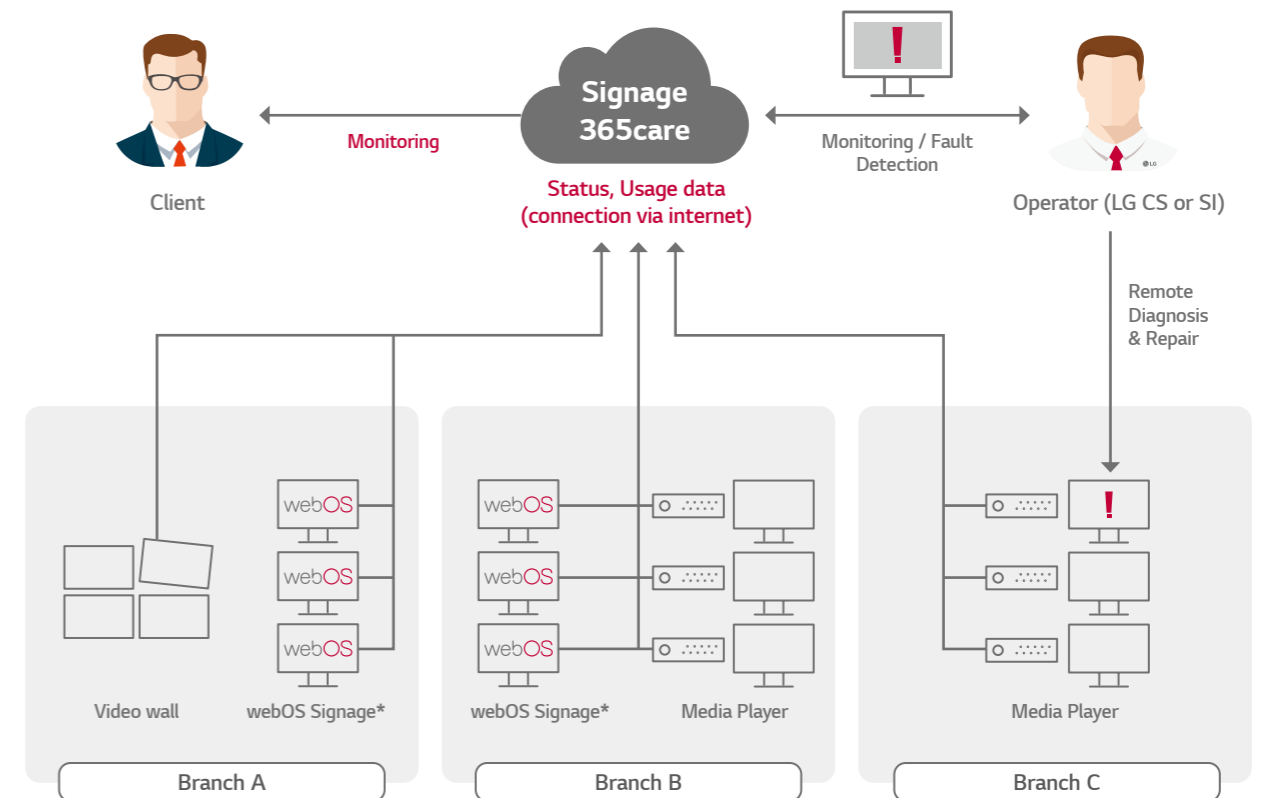 Signage
365care
!
Monitoring
Monitoring / Fault
Detection
LG
Client
Status, Usage data
(connection via internet)
Operator (LG CS or SI)
Remote
Diagnosis
& Repair
webOS
webOS
webOS
webOS
webOS
webOS
!
Video wall
webOS Signage*
webOS Signage*
Media Player
Media Player
Branch A
Branch B
Branch C